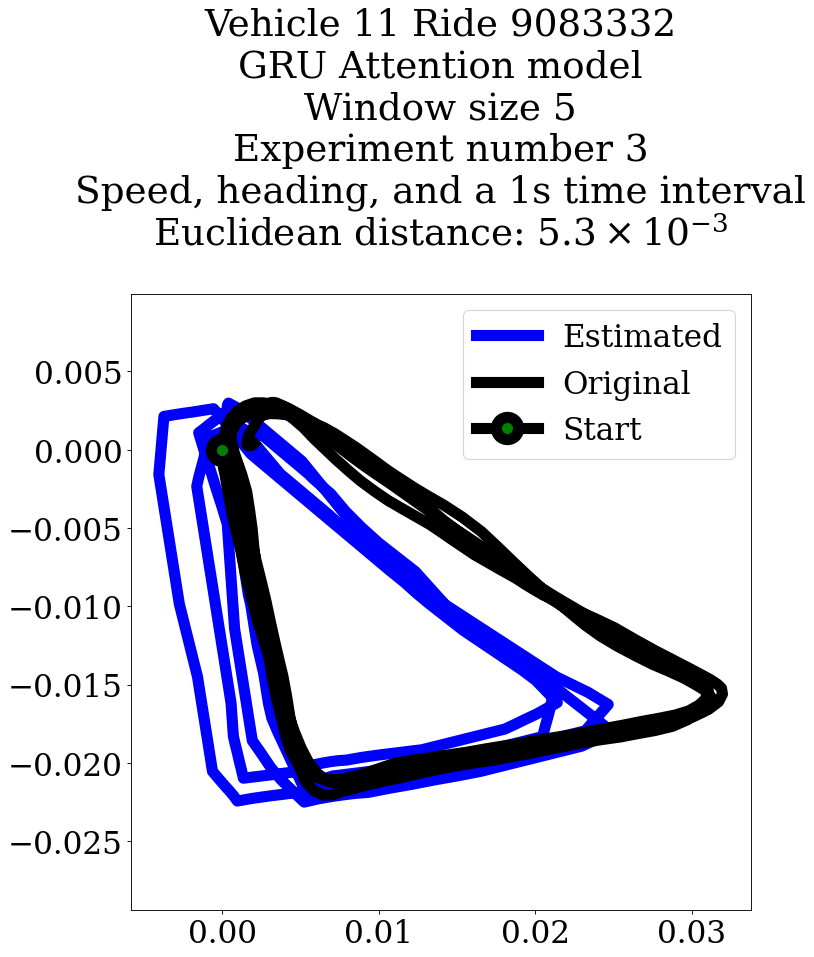 Vehicle 11 Ride 9083332
GRU Attention model
Window size 5
Experiment number 3
Speed, heading, and a 1s time interval
Euclidean distance: 5.3 × 10⁻³
Estimated
Original
Start
0.005
0.000
−0.005
−0.010
−0.015
−0.020
−0.025
0.00
0.01
0.02
0.03